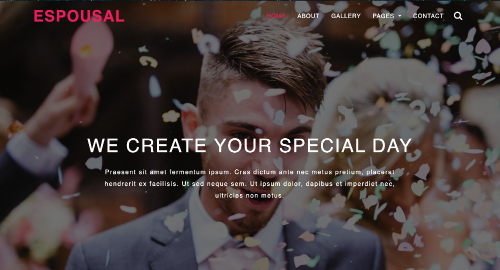 ESPOUSAL
HOME ABOUT GALLERY PAGES CONTACT
WE CREATE YOUR SPECIAL DAY
Praesent sit amet fermentum ipsum. Cras dictum ante nec metus pretium, placerat
hendrerit ex facilisis. Ut sed neque sem. Ut ipsum dolor, dapibus et imperdiet nec,
ultricies non metus.